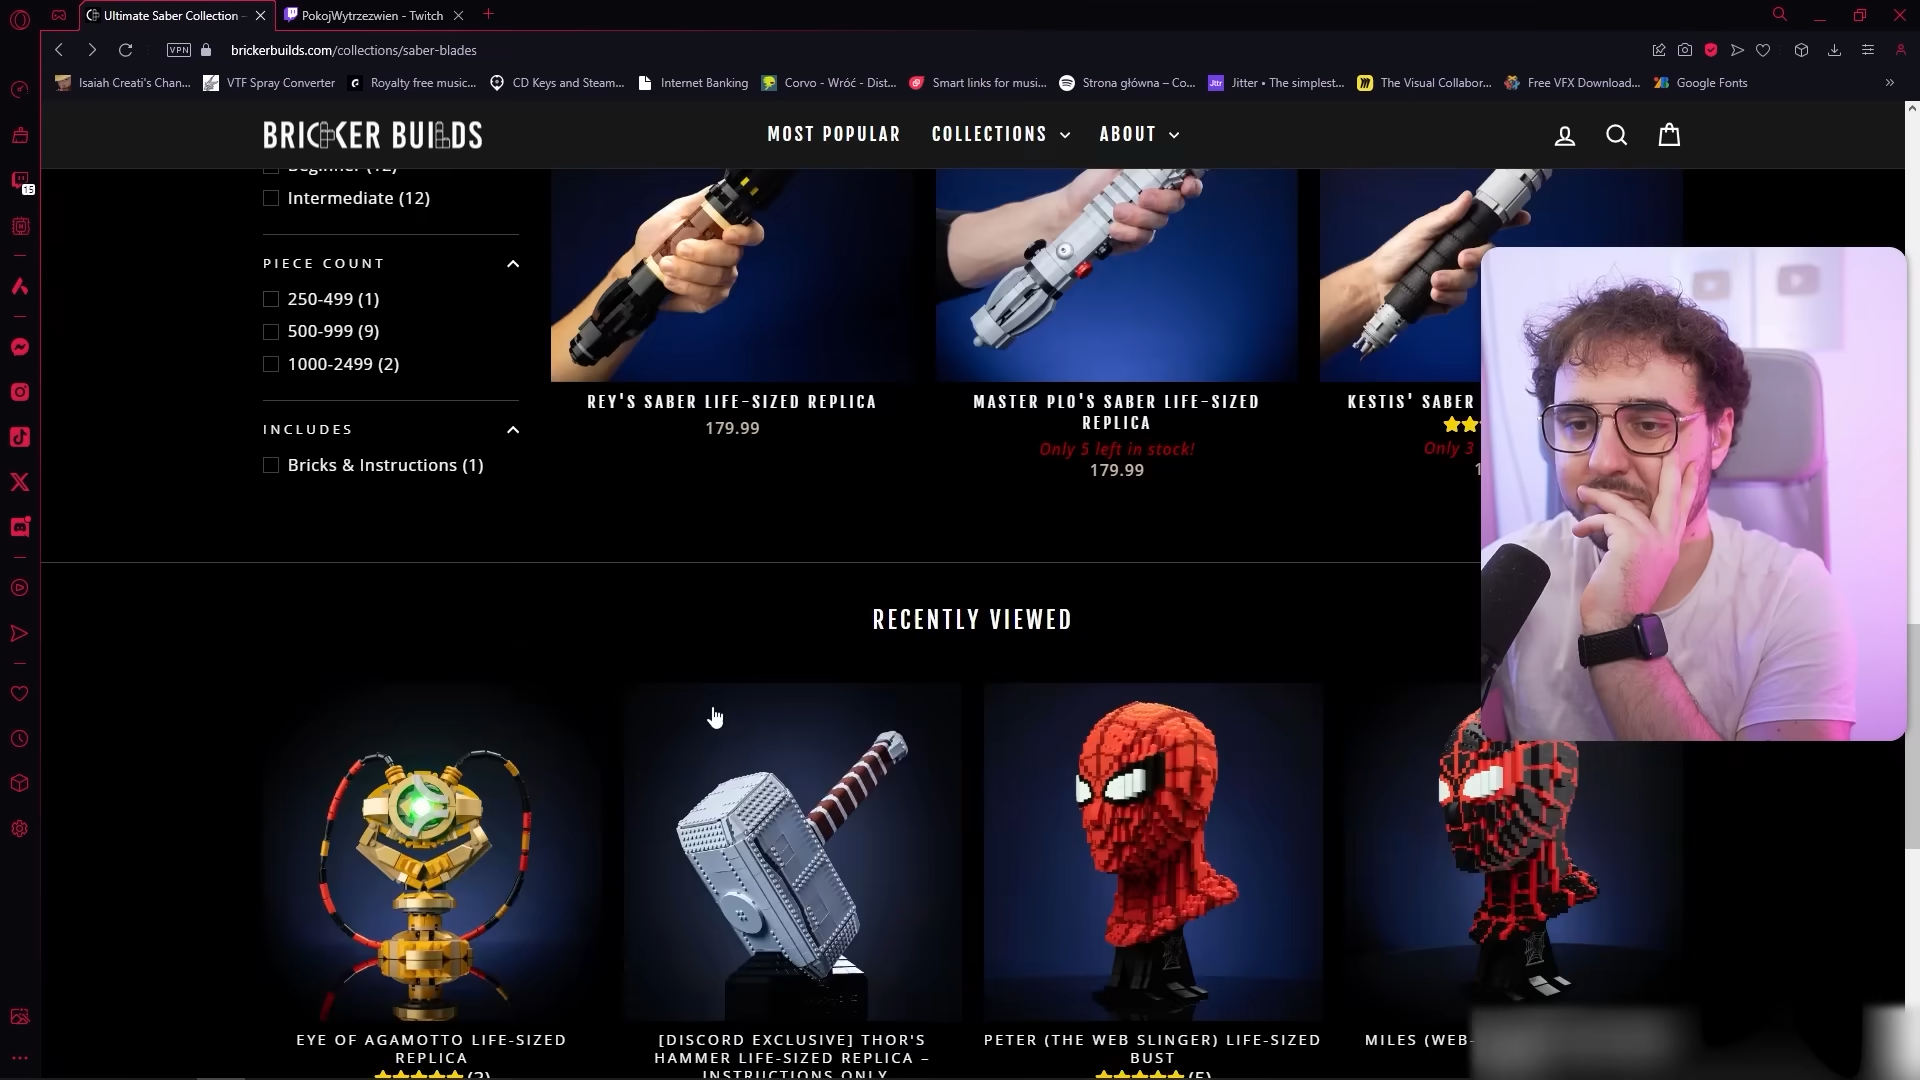 Ultimate Saber Collection –
PokojWytrzezwien - Twitch
VPN
brickerbuilds.com/collections/saber-blades
Isaiah Creati's Chan...
VTF Spray Converter
Royalty free music...
CD Keys and Steam...
Internet Banking
Corvo - Wróć - Dist...
Smart links for musi...
Strona główna – Co...
Jitter • The simplest...
The Visual Collabor...
Free VFX Download...
Google Fonts
BRICKER BUILDS
MOST POPULAR
COLLECTIONS
ABOUT
15
Beginner (12)
Intermediate (12)
PIECE COUNT
250-499 (1)
500-999 (9)
1000-2499 (2)
INCLUDES
Bricks & Instructions (1)
REY'S SABER LIFE-SIZED REPLICA
179.99
MASTER PLO'S SABER LIFE-SIZED
REPLICA
Only 5 left in stock!
179.99
KESTIS' SABER
Only 3
RECENTLY VIEWED
EYE OF AGAMOTTO LIFE-SIZED
REPLICA
(3)
[DISCORD EXCLUSIVE] THOR'S
HAMMER LIFE-SIZED REPLICA –
INSTRUCTIONS ONLY
PETER (THE WEB SLINGER) LIFE-SIZED
BUST
(5)
MILES (WEB-